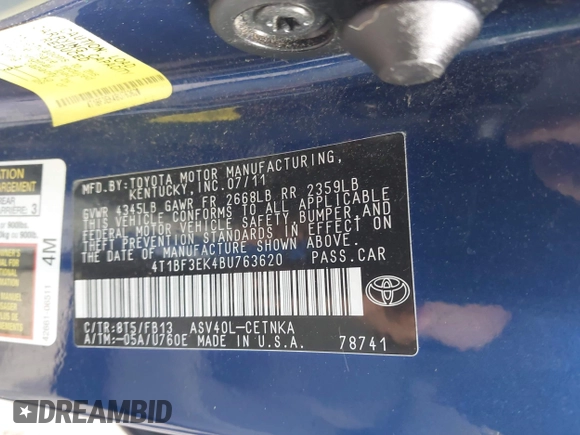 MFD.BY:TOYOTA MOTOR MANUFACTURING,
KENTUCKY, INC.07/11
GVWR 4345LB GAWR FR 2668LB RR 2359LB
THIS VEHICLE CONFORMS TO ALL APPLICABLE
FEDERAL MOTOR VEHICLE SAFETY,BUMPER,AND
THEFT PREVENTION STANDARDS IN EFFECT ON
THE DATE OF MANUFACTURE SHOWN ABOVE.
4T1BF3EK4BU763620 PASS.CAR
C/TR:8T5/FB13 ASV40L-CETNKA
A/TM:-05A/U760E MADE IN U.S.A. 78741
4M
42661-06311
DREAMBID